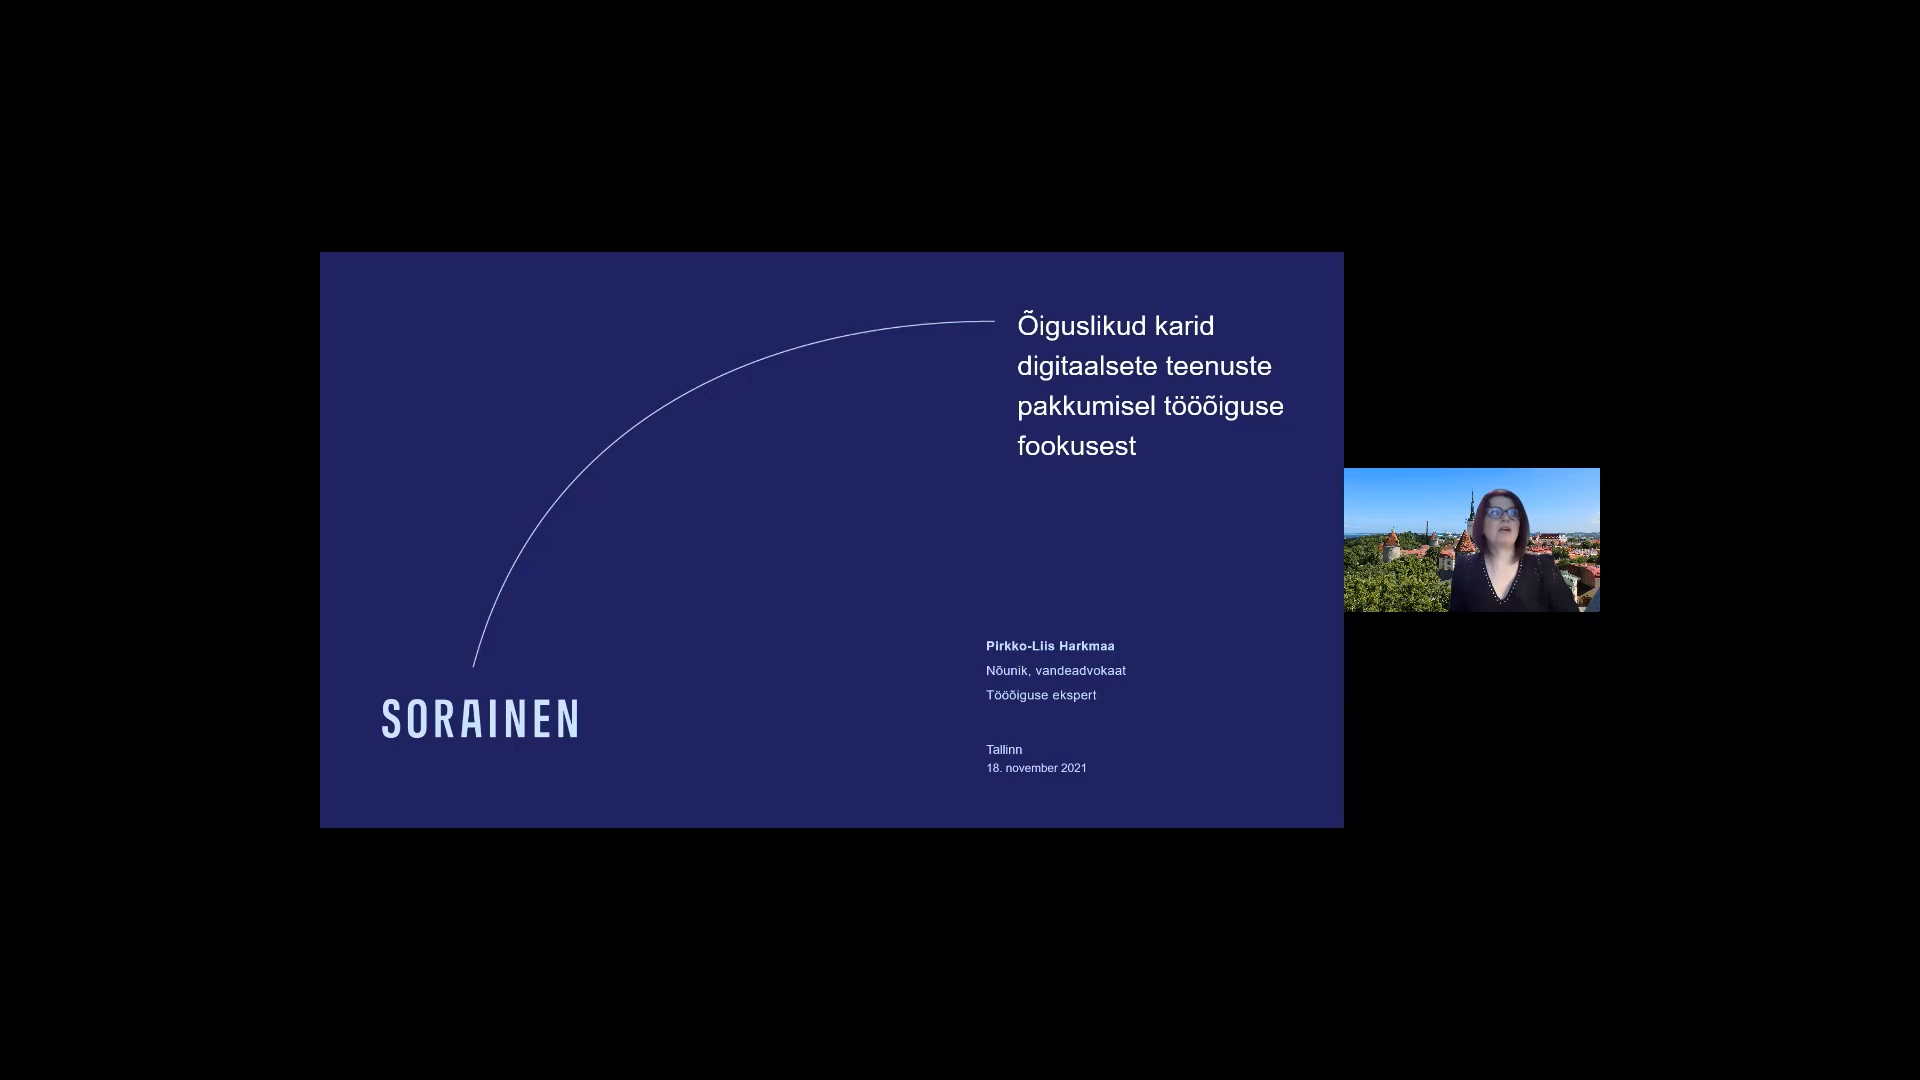 Õiguslikud karid
digitaalsete teenuste
pakkumisel tööõiguse
fookusest
Pirkko-Liis Harkmaa
Nõunik, vandeadvokaat
Tööõiguse ekspert
SORAINEN
Tallinn
18. november 2021